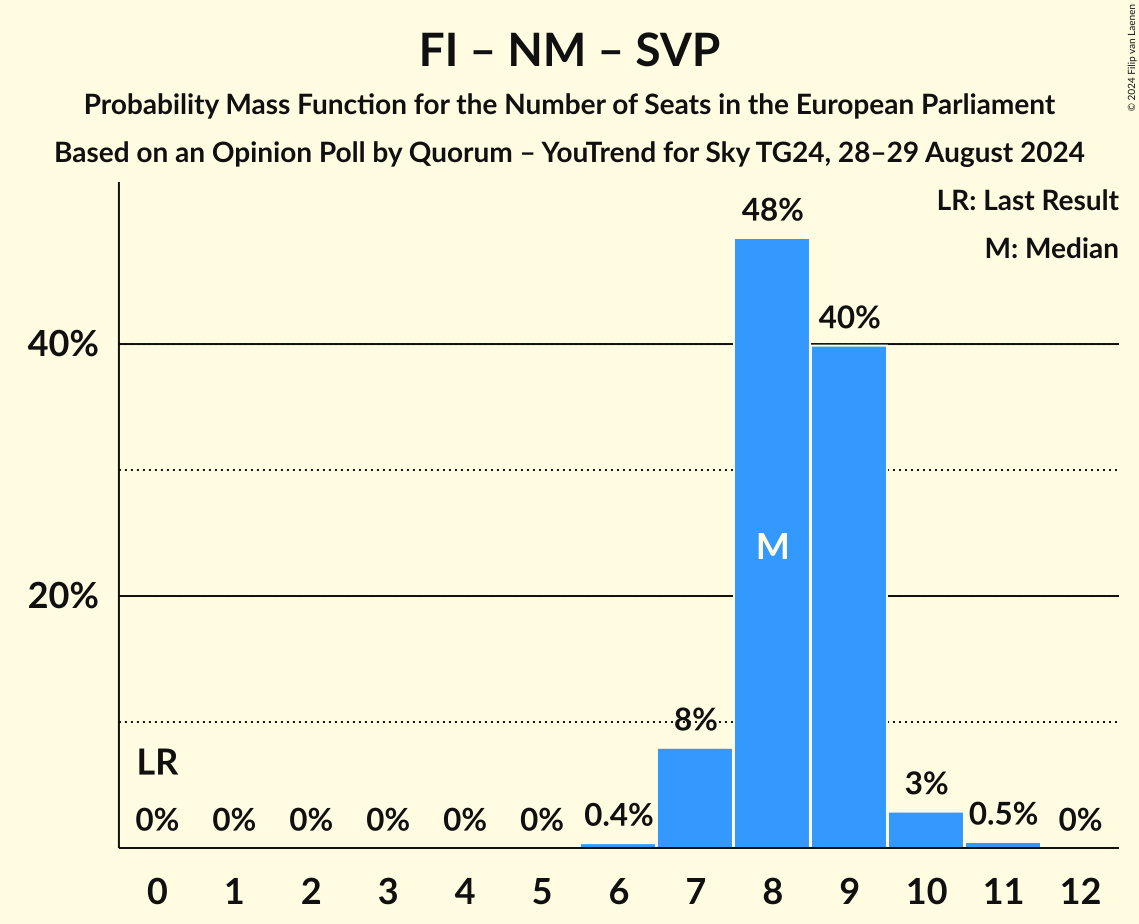 FI – NM – SVP
Probability Mass Function for the Number of Seats in the European Parliament
Based on an Opinion Poll by Quorum – YouTrend for Sky TG24, 28–29 August 2024
© 2024 Filip van Laenen
LR: Last Result
M: Median
48%
40%
40%
M
20%
8%
LR
3%
0% 0% 0% 0% 0% 0% 0.4% 0.5% 0%
0 1 2 3 4 5 6 7 8 9 10 11 12